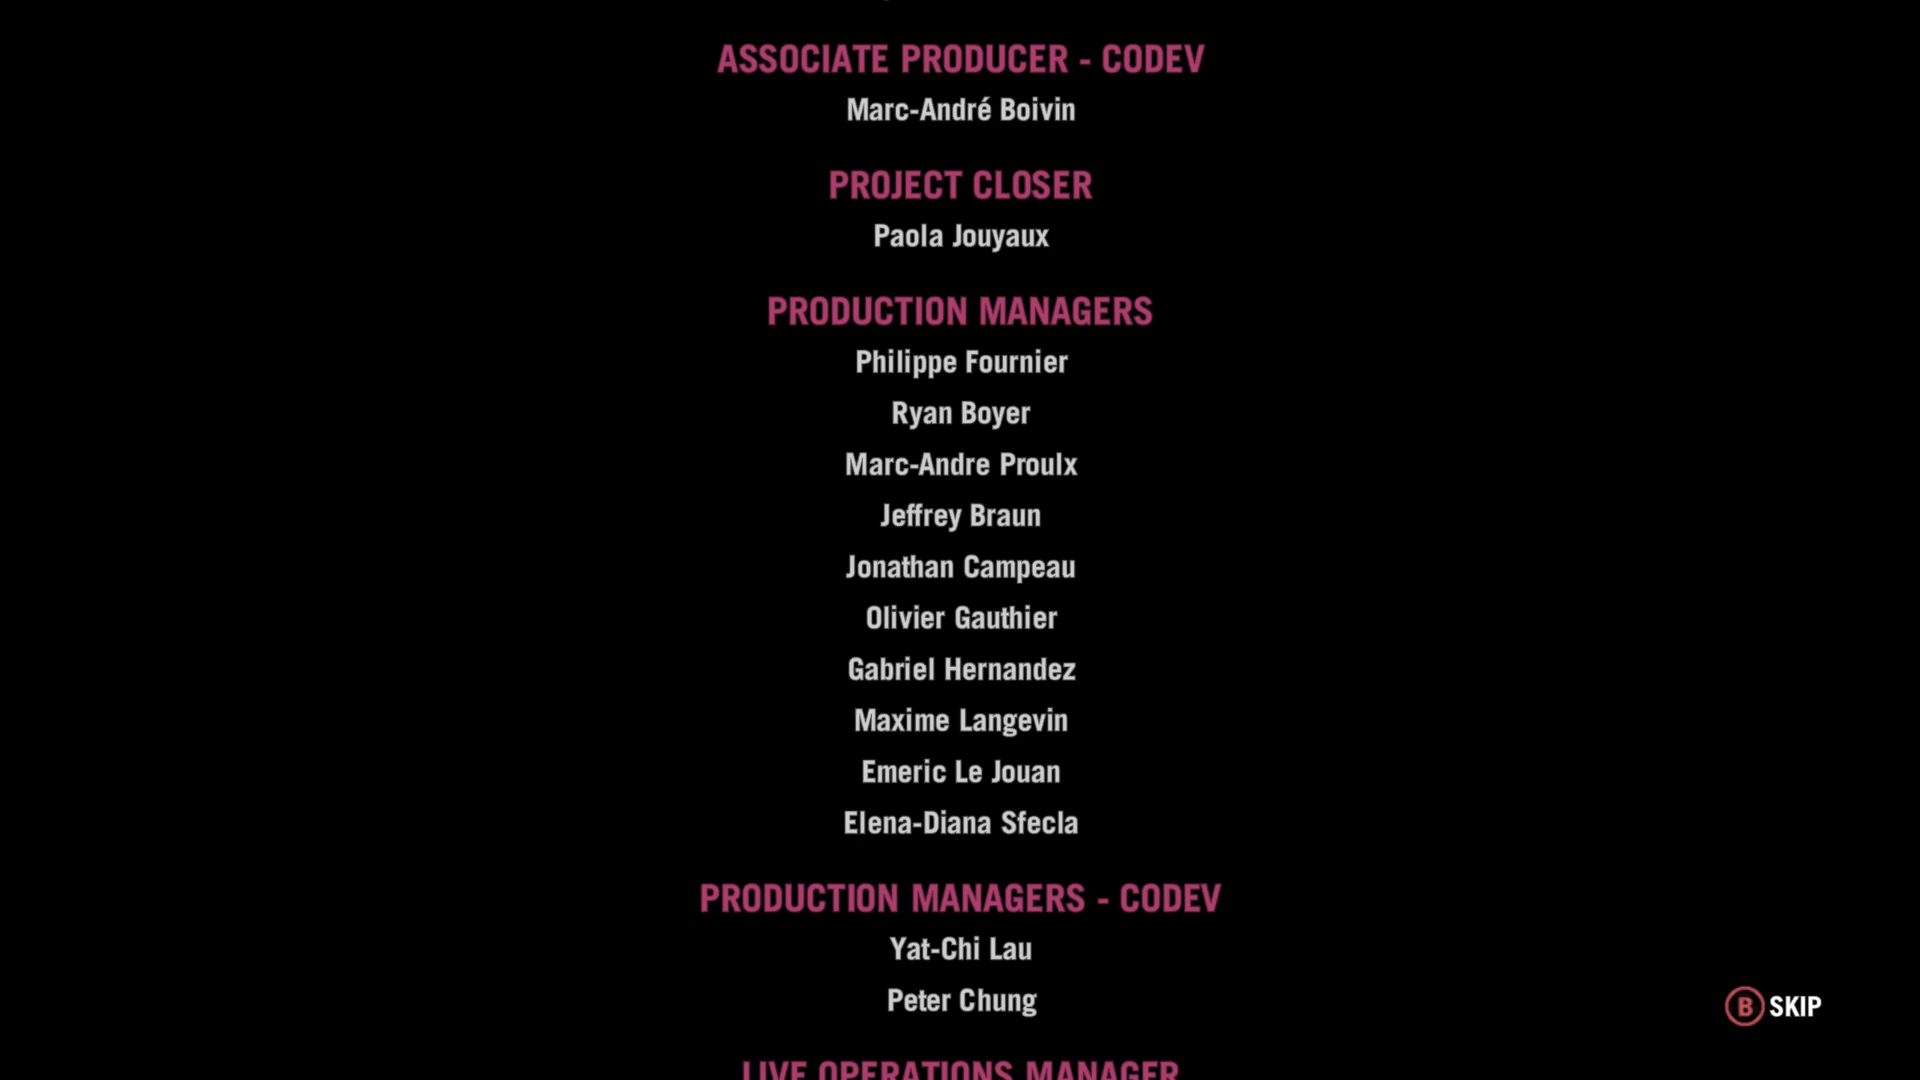 ASSOCIATE PRODUCER - CODEV
Marc-André Boivin
PROJECT CLOSER
Paola Jouyaux
PRODUCTION MANAGERS
Philippe Fournier
Ryan Boyer
Marc-Andre Proulx
Jeffrey Braun
Jonathan Campeau
Olivier Gauthier
Gabriel Hernandez
Maxime Langevin
Emeric Le Jouan
Elena-Diana Sfecla
PRODUCTION MANAGERS - CODEV
Yat-Chi Lau
Peter Chung
B SKIP
LIVE OPERATIONS MANAGER